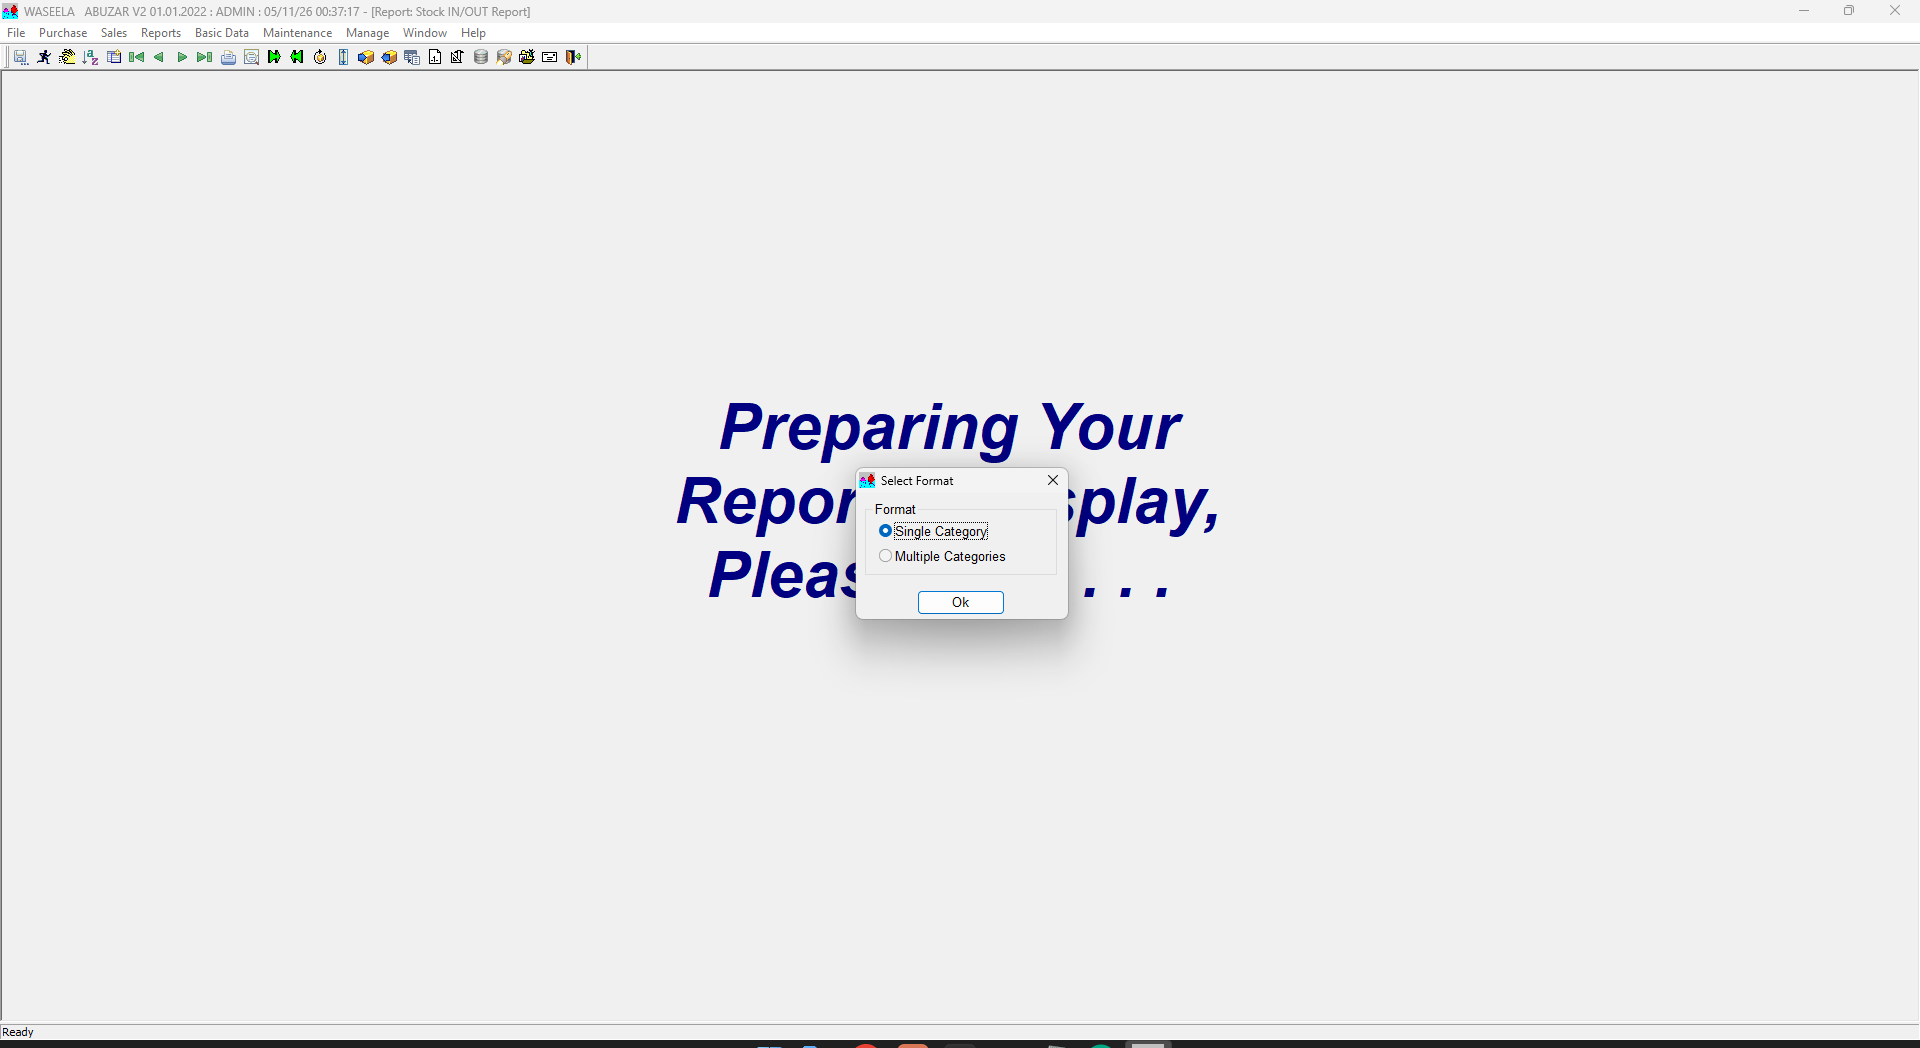 WASEELA ABUZAR V2 01.01.2022 : ADMIN : 05/11/26 00:37:17 - [Report: Stock IN/OUT Report]
File Purchase Sales Reports Basic Data Maintenance Manage Window Help
Preparing Your
Repor splay,
Pleas . . .
Select Format
Format
Single Category
Multiple Categories
Ok
Ready